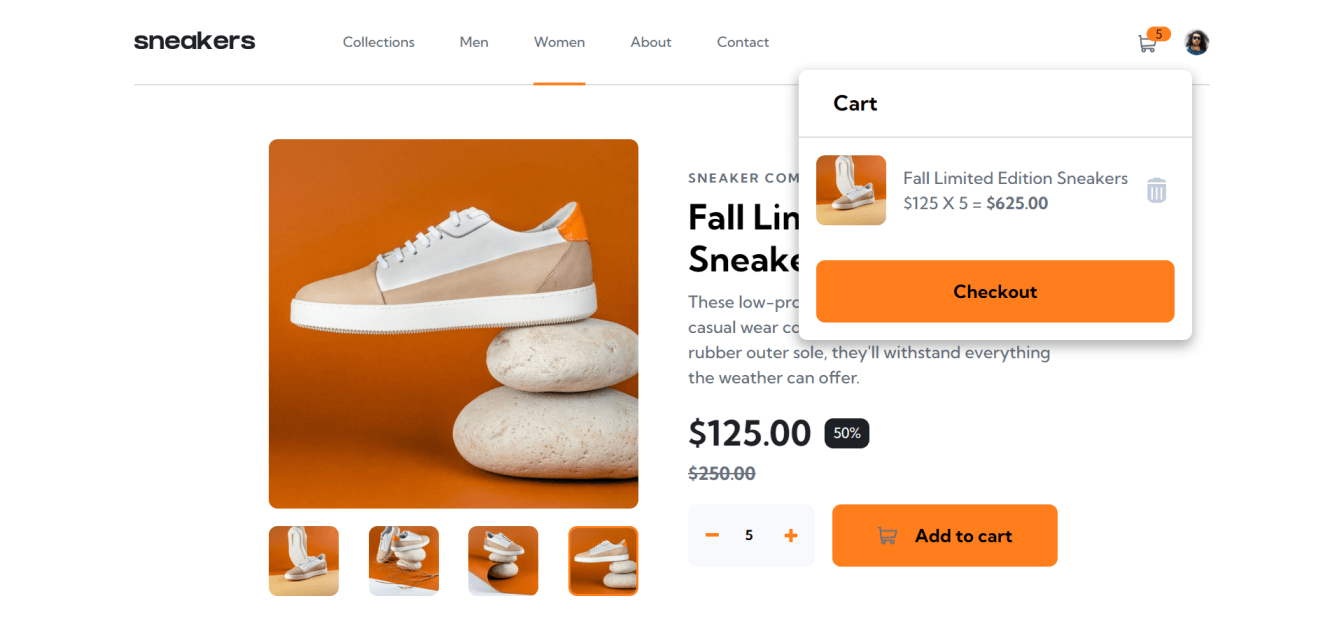 sneakers
Collections
Men
Women
About
Contact
5
Cart
Fall Limited Edition Sneakers
$125 X 5 = $625.00
Checkout
SNEAKER COM
Fall Lin
Sneake
These low-pro
casual wear co
rubber outer sole, they'll withstand everything
the weather can offer.
$125.00
50%
$250.00
5
Add to cart